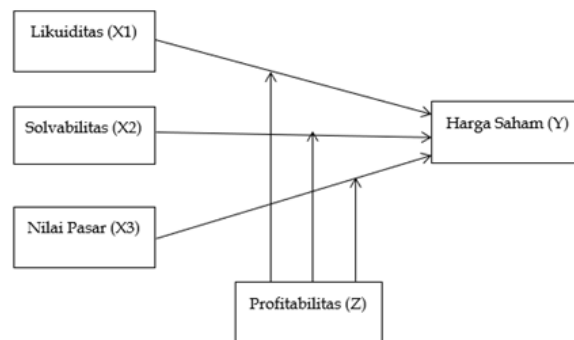 Likuiditas (X1)
Solvabilitas (X2)
Harga Saham (Y)
Nilai Pasar (X3)
Profitabilitas (Z)